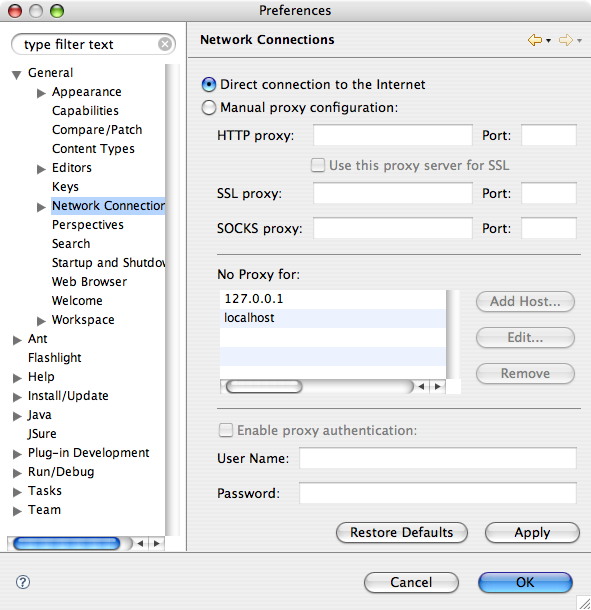 Preferences
type filter text
General
Appearance
Capabilities
Compare/Patch
Content Types
Editors
Keys
Network Connection
Perspectives
Search
Startup and Shutdow
Web Browser
Welcome
Workspace
Ant
Flashlight
Help
Install/Update
Java
JSure
Plug-in Development
Run/Debug
Tasks
Team
Network Connections
Direct connection to the Internet
Manual proxy configuration:
HTTP proxy: Port:
Use this proxy server for SSL
SSL proxy: Port:
SOCKS proxy: Port:
No Proxy for:
127.0.0.1
localhost
Add Host...
Edit...
Remove
Enable proxy authentication:
User Name:
Password:
Restore Defaults Apply
? Cancel OK